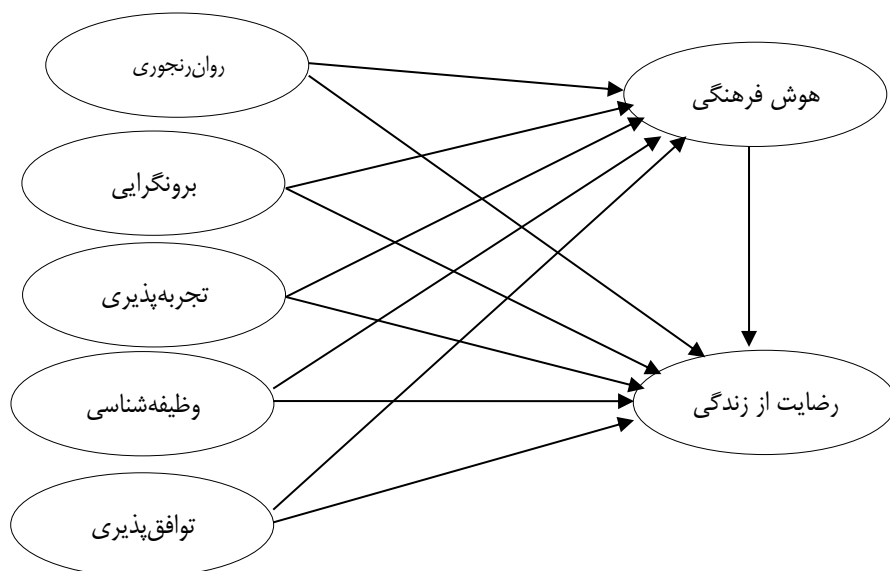 روان‌رنجوری
هوش فرهنگی
برونگرایی
تجربه‌پذیری
وظیفه‌شناسی
رضایت از زندگی
توافق‌پذیری